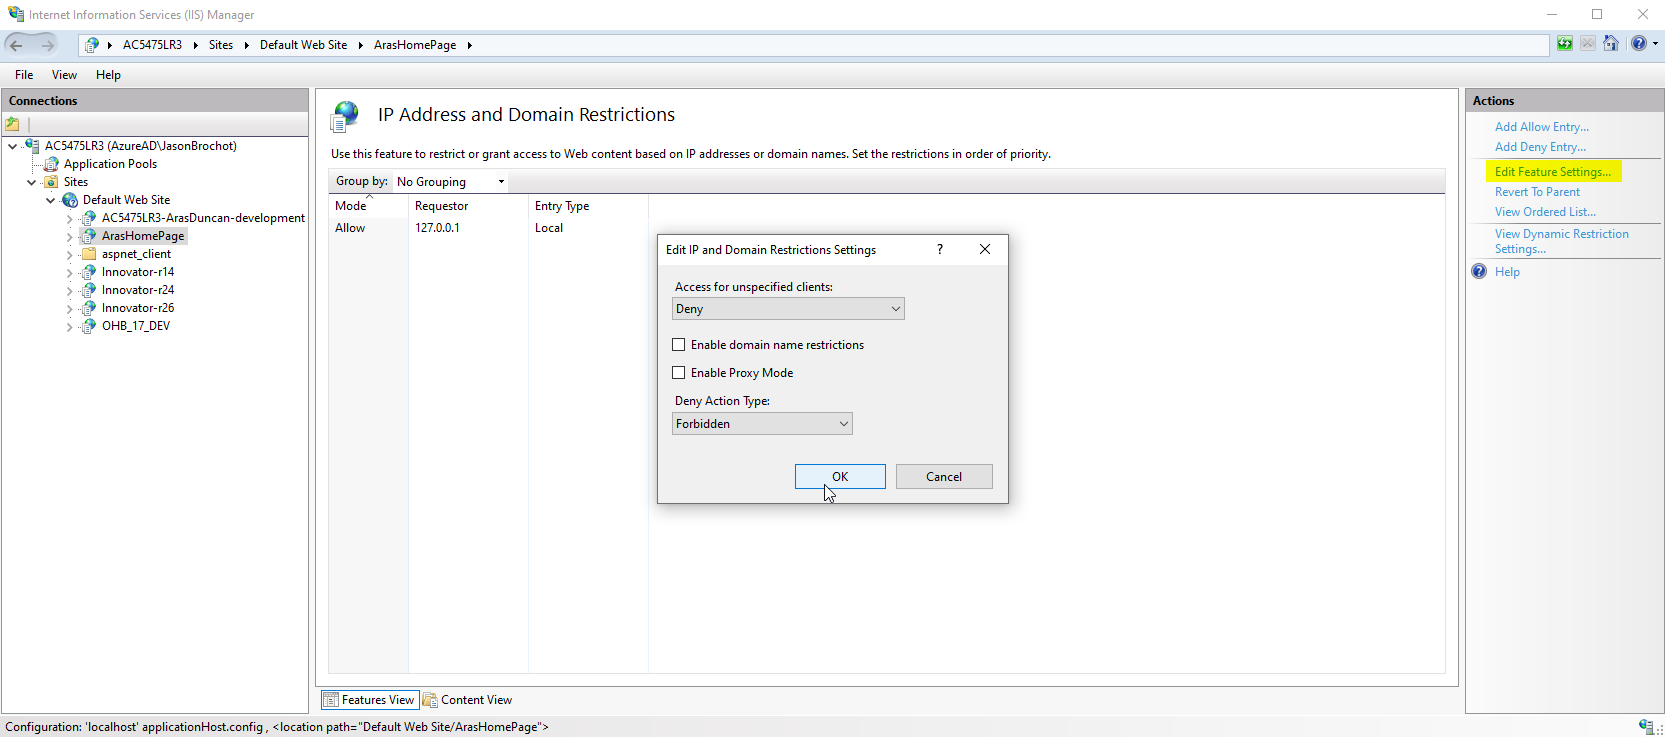 Internet Information Services (IIS) Manager
AC5475LR3 Sites Default Web Site ArasHomePage
File View Help
Connections
AC5475LR3 (AzureAD\JasonBrochot)
Application Pools
Sites
Default Web Site
AC5475LR3-ArasDuncan-development
ArasHomePage
aspnet_client
Innovator-r14
Innovator-r24
Innovator-r26
OHB_17_DEV
IP Address and Domain Restrictions
Use this feature to restrict or grant access to Web content based on IP addresses or domain names. Set the restrictions in order of priority.
Group by: No Grouping
Mode Requestor Entry Type
Allow 127.0.0.1 Local
Edit IP and Domain Restrictions Settings ?
Access for unspecified clients:
Deny
Enable domain name restrictions
Enable Proxy Mode
Deny Action Type:
Forbidden
OK Cancel
Features View Content View
Actions
Add Allow Entry...
Add Deny Entry...
Edit Feature Settings...
Revert To Parent
View Ordered List...
View Dynamic Restriction
Settings...
Help
Configuration: 'localhost' applicationHost.config , <location path="Default Web Site/ArasHomePage">